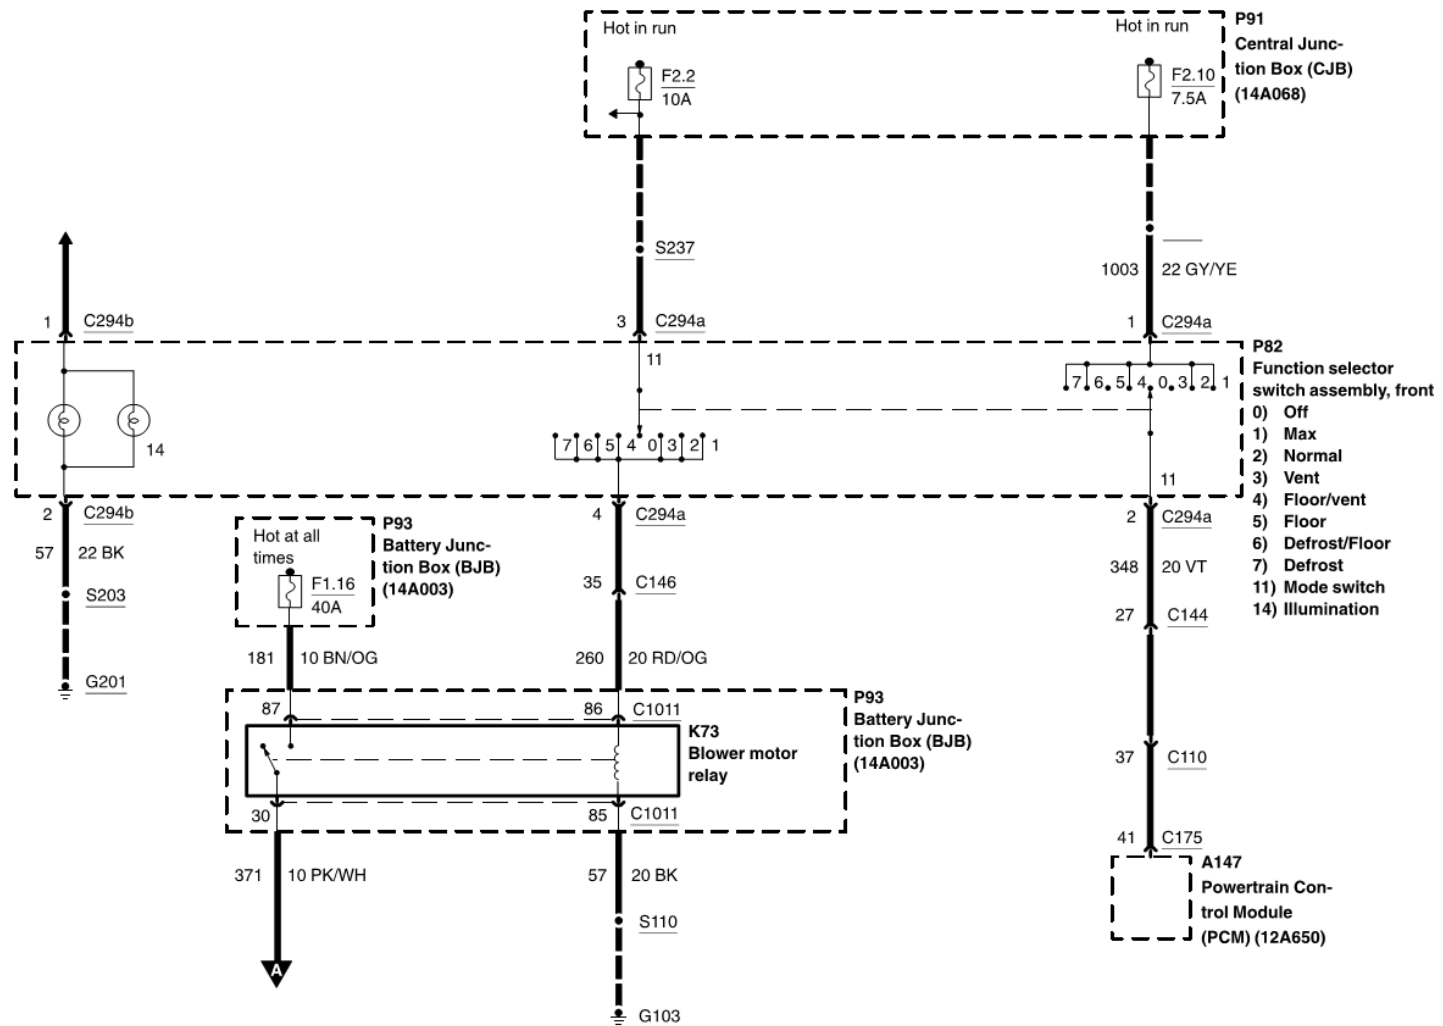 Hot in run
Hot in run
P91
Central Junc-
tion Box (CJB)
(14A068)
F2.2
10A
F2.10
7.5A
S237
1003 22 GY/YE
1 C294b
3 C294a
1 C294a
11
7 6 5 4 0 3 2 1
14
7 6 5 4 0 3 2 1
11
P82
Function selector
switch assembly, front
0) Off
1) Max
2) Normal
3) Vent
4) Floor/vent
5) Floor
6) Defrost/Floor
7) Defrost
11) Mode switch
14) Illumination
2 C294b
57 22 BK
S203
G201
Hot at all
times
F1.16
40A
P93
Battery Junc-
tion Box (BJB)
(14A003)
4 C294a
35 C146
2 C294a
348 20 VT
27 C144
181 10 BN/OG
260 20 RD/OG
87
86 C1011
K73
Blower motor
relay
P93
Battery Junc-
tion Box (BJB)
(14A003)
30
85 C1011
37 C110
41 C175
371 10 PK/WH
57 20 BK
S110
A
G103
A147
Powertrain Con-
trol Module
(PCM) (12A650)